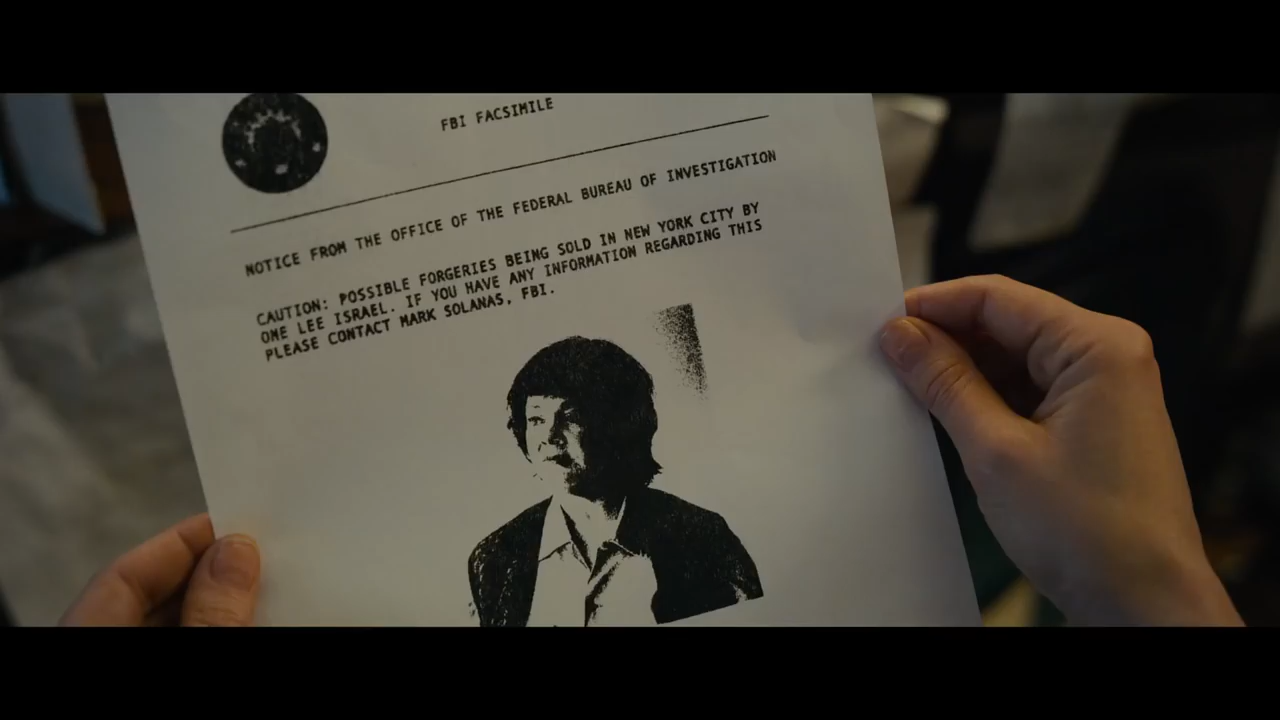 FBI FACSIMILE
NOTICE FROM THE OFFICE OF THE FEDERAL BUREAU OF INVESTIGATION
CAUTION: POSSIBLE FORGERIES BEING SOLD IN NEW YORK CITY BY
ONE LEE ISRAEL. IF YOU HAVE ANY INFORMATION REGARDING THIS
PLEASE CONTACT MARK SOLANAS, FBI.